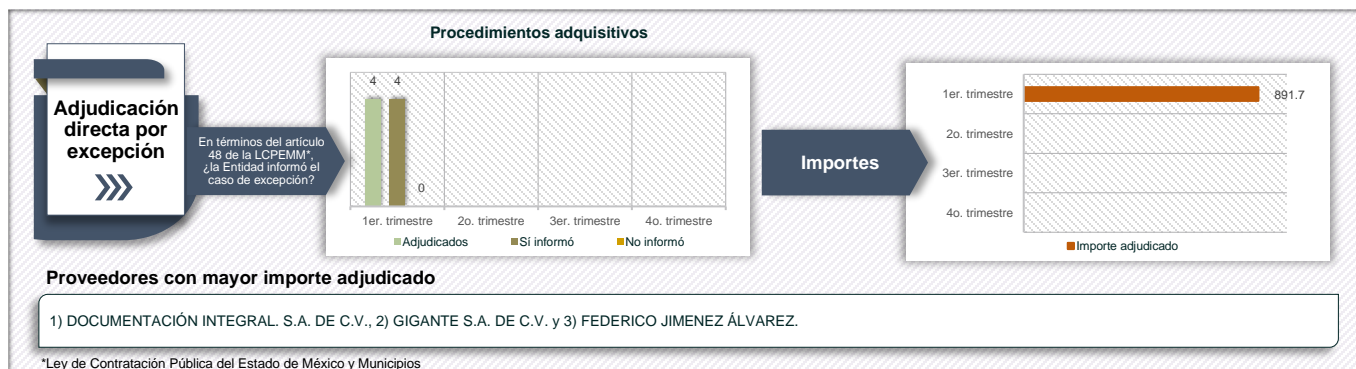 Procedimientos adquisitivos
Adjudicación
directa por
excepción
En términos del artículo
48 de la LCPEMM*,
¿la Entidad informó el
caso de excepción?
4 4
0
1er. trimestre 2o. trimestre 3er. trimestre 4o. trimestre
Adjudicados Sí informó No informó
Importes
1er. trimestre 891.7
2o. trimestre
3er. trimestre
4o. trimestre
Importe adjudicado
Proveedores con mayor importe adjudicado
1) DOCUMENTACIÓN INTEGRAL. S.A. DE C.V., 2) GIGANTE S.A. DE C.V. y 3) FEDERICO JIMENEZ ÁLVAREZ.
*Ley de Contratación Pública del Estado de México y Municipios